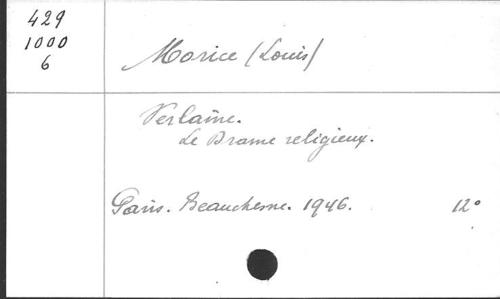 429
1000
6
Morice (Louis)
Verlaine.
Le Drame religieux.
Paris. Beauchesne. 1946. 12°